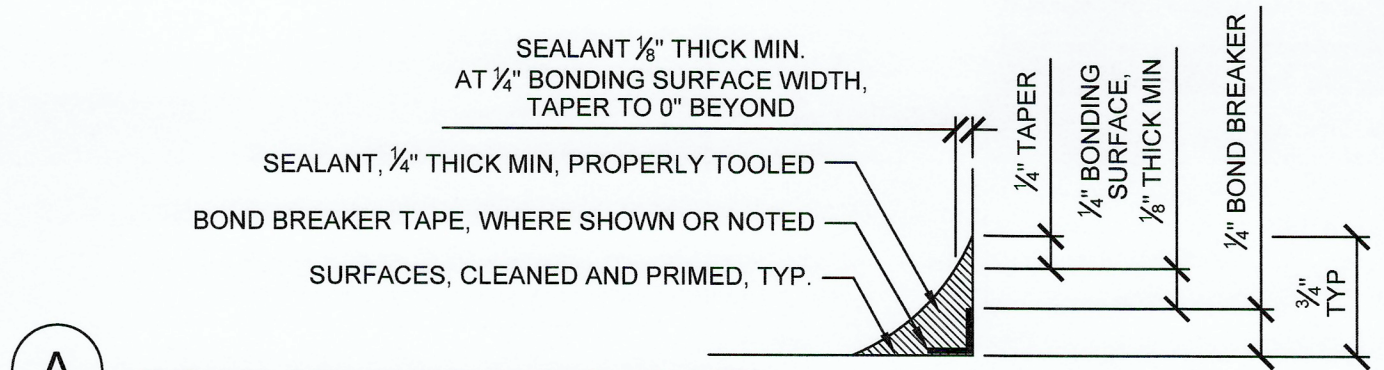 SEALANT ⅛" THICK MIN.
AT ¼" BONDING SURFACE WIDTH,
TAPER TO 0" BEYOND
SEALANT, ¼" THICK MIN, PROPERLY TOOLED
BOND BREAKER TAPE, WHERE SHOWN OR NOTED
SURFACES, CLEANED AND PRIMED, TYP.
¼" TAPER
¼" BONDING
SURFACE,
⅛" THICK MIN
¼" BOND BREAKER
¾"
TYP
A